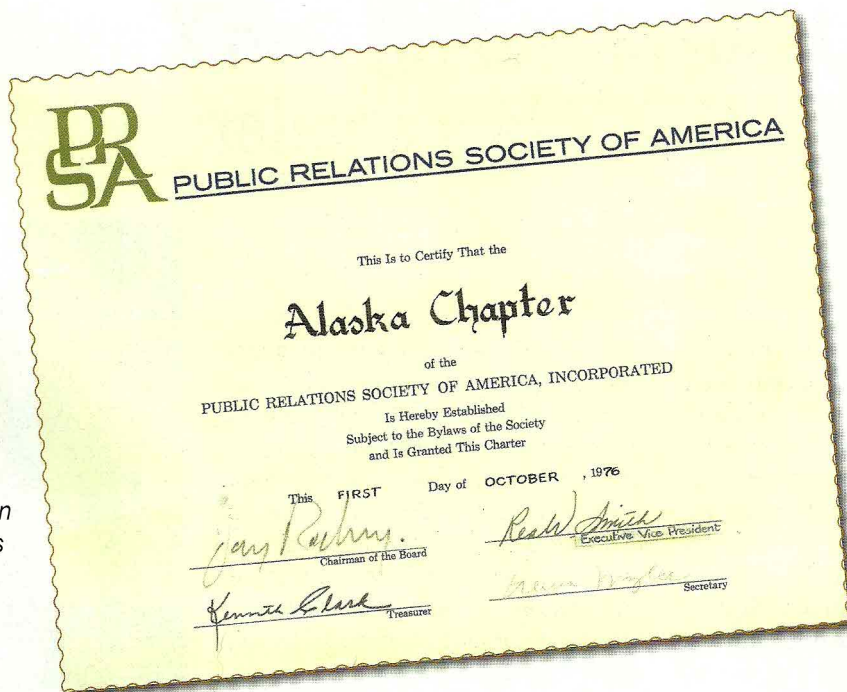 PRSA
PUBLIC RELATIONS SOCIETY OF AMERICA
This Is to Certify That the
Alaska Chapter
of the
PUBLIC RELATIONS SOCIETY OF AMERICA, INCORPORATED
Is Hereby Established
Subject to the Bylaws of the Society
and Is Granted This Charter
This FIRST Day of OCTOBER , 1976
Smith
Chairman of the Board
Executive Vice President
Kenneth Clark
Treasurer
Secretary
n
s